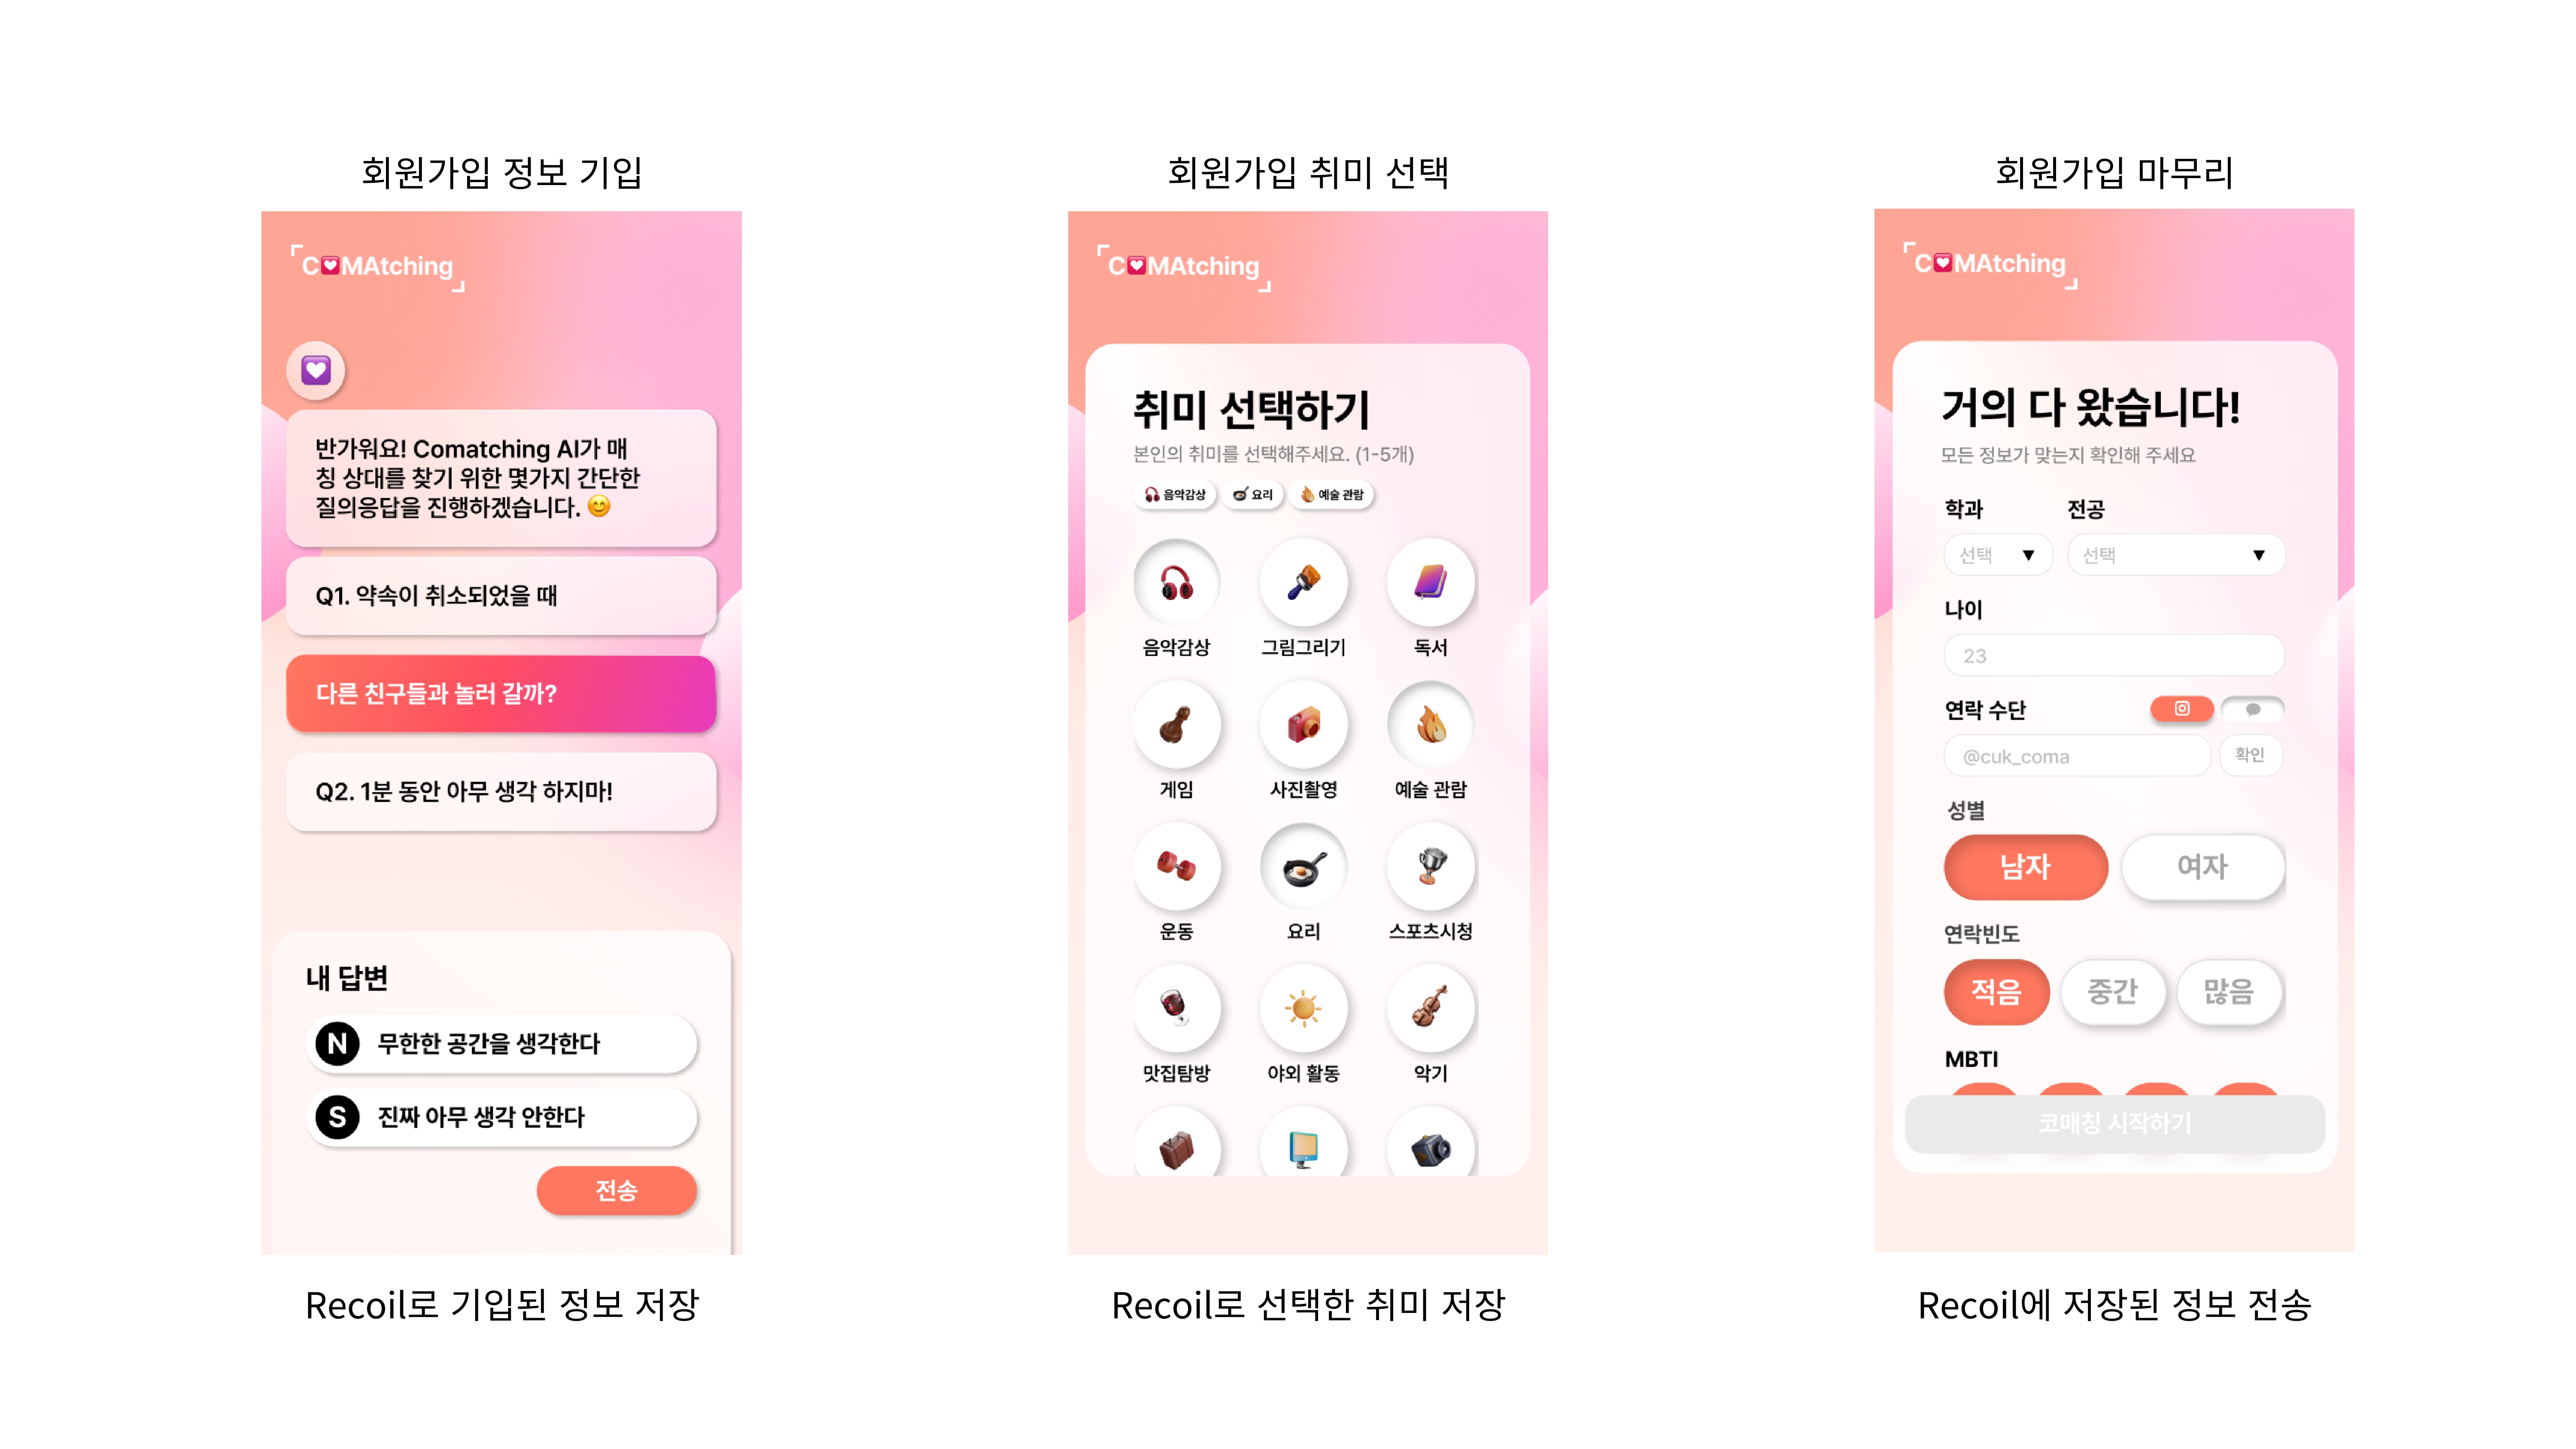 회원가입 정보 기입
COMAtching
반가워요! Comatching AI가 매
칭 상대를 찾기 위한 몇가지 간단한
질의응답을 진행하겠습니다. 😊
Q1. 약속이 취소되었을 때
다른 친구들과 놀러 갈까?
Q2. 1분 동안 아무 생각 하지마!
내 답변
N 무한한 공간을 생각한다
S 진짜 아무 생각 안한다
전송
Recoil로 기입된 정보 저장
회원가입 취미 선택
COMAtching
취미 선택하기
본인의 취미를 선택해주세요. (1-5개)
음악감상 요리 예술 관람
음악감상 그림그리기 독서
게임 사진촬영 예술 관람
운동 요리 스포츠시청
맛집탐방 야외 활동 악기
Recoil로 선택한 취미 저장
회원가입 마무리
COMAtching
거의 다 왔습니다!
모든 정보가 맞는지 확인해 주세요
학과 전공
선택 ▼ 선택 ▼
나이
23
연락 수단
@cuk_coma 확인
성별
남자 여자
연락빈도
적음 중간 많음
MBTI
코매칭 시작하기
Recoil에 저장된 정보 전송